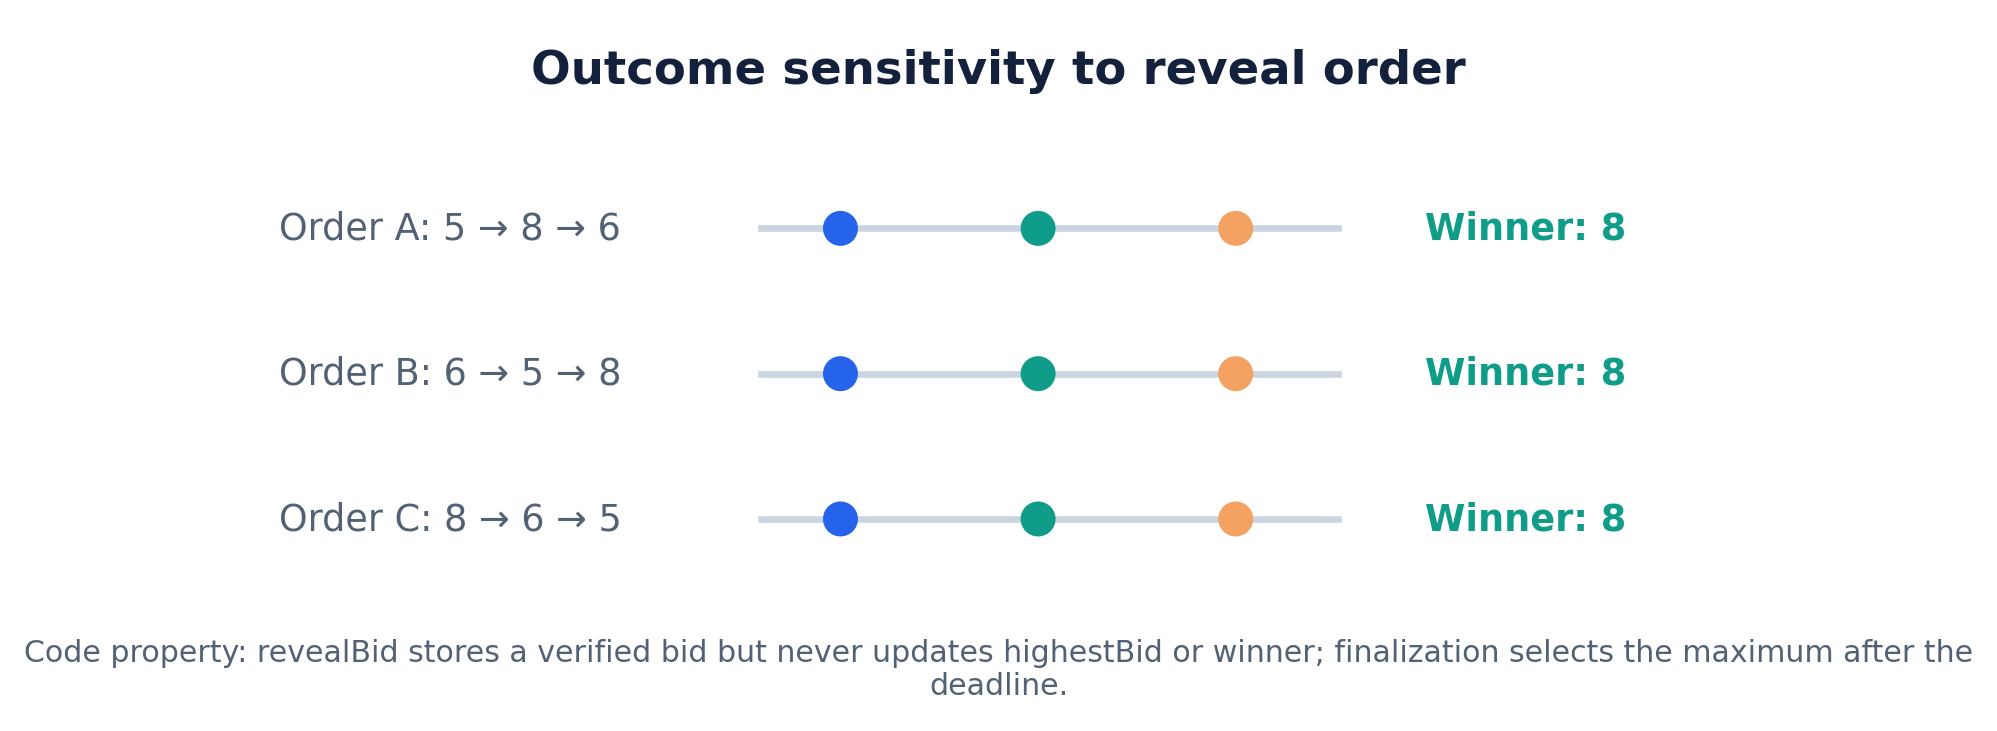 Outcome sensitivity to reveal order
Order A: 5 → 8 → 6
Winner: 8
Order B: 6 → 5 → 8
Winner: 8
Order C: 8 → 6 → 5
Winner: 8
Code property: revealBid stores a verified bid but never updates highestBid or winner; finalization selects the maximum after the
deadline.